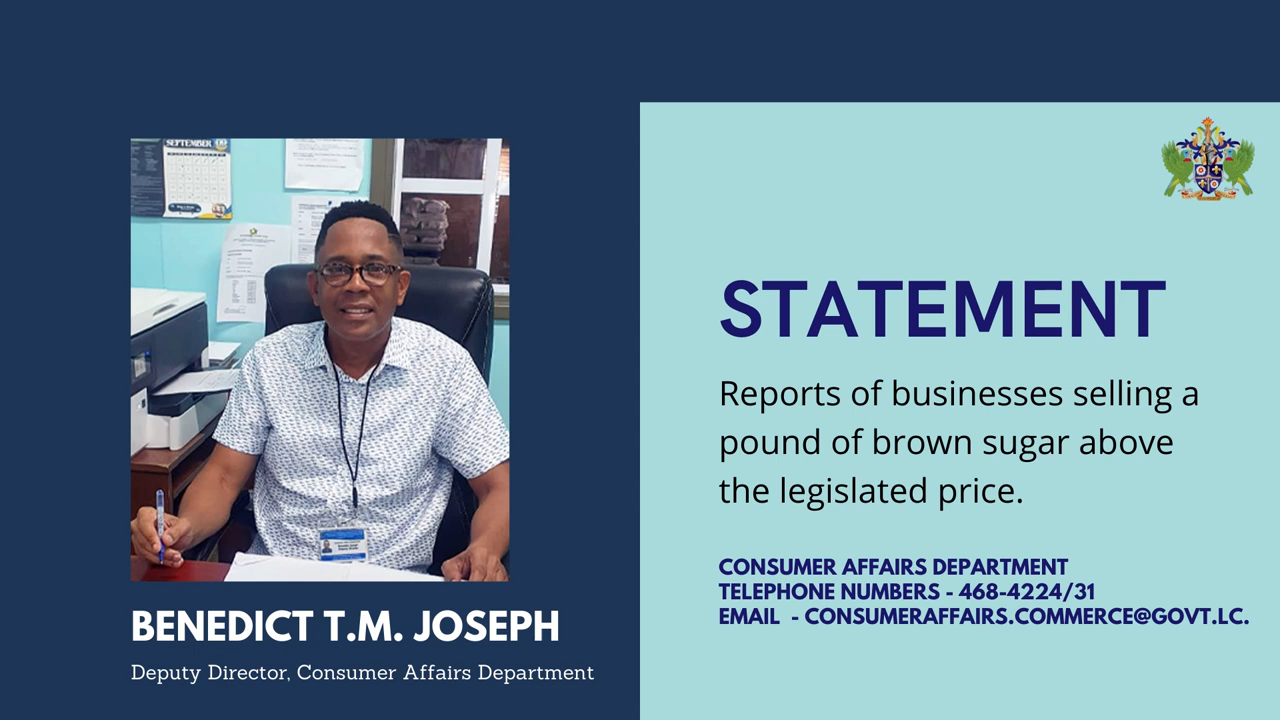 SEPTEMBER
BENEDICT T.M. JOSEPH
Deputy Director, Consumer Affairs Department
STATEMENT
Reports of businesses selling a
pound of brown sugar above
the legislated price.
CONSUMER AFFAIRS DEPARTMENT
TELEPHONE NUMBERS - 468-4224/31
EMAIL - CONSUMERAFFAIRS.COMMERCE@GOVT.LC.